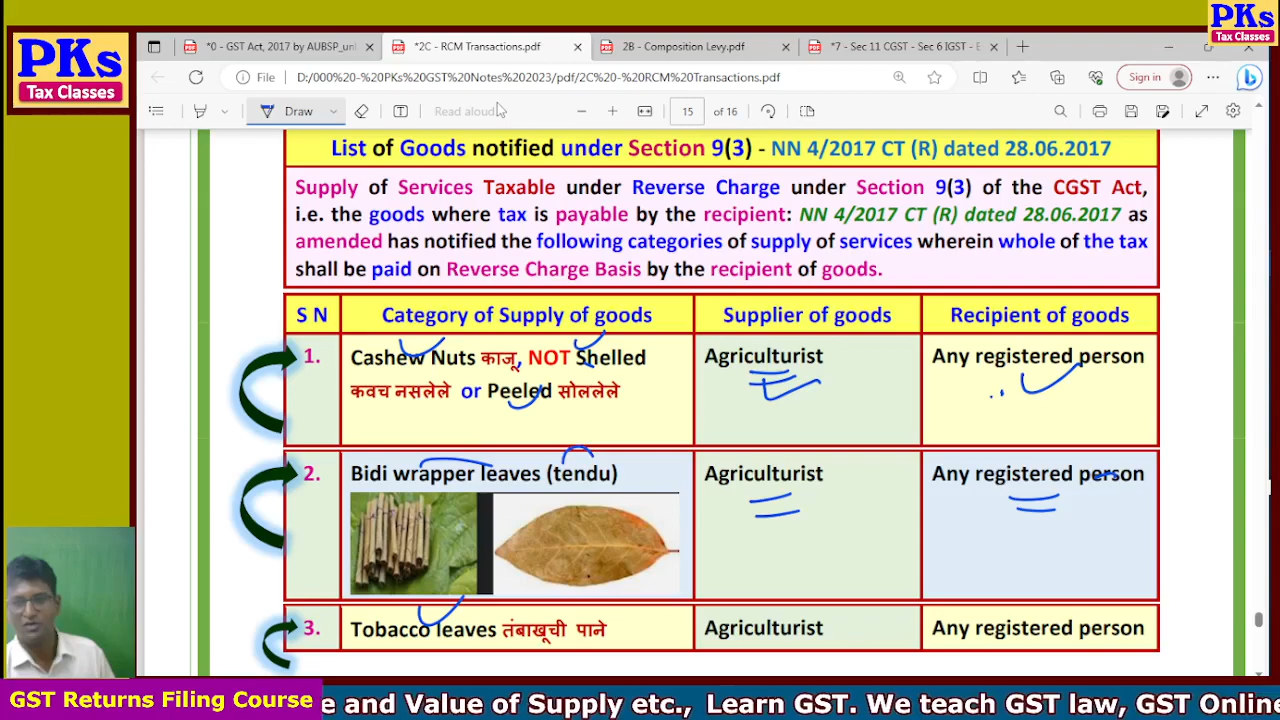 PKs
Tax Classes
*0 - GST Act, 2017 by AUBSP_unl
*2C - RCM Transactions.pdf
2B - Composition Levy.pdf
*7 - Sec 11 CGST - Sec 6 IGST - E
PKs
Tax Classes
File
D:/000%20-%20PKs%20GST%20Notes%202023/pdf/2C%20-%20RCM%20Transactions.pdf
Sign in
Draw
Read aloud
15
of 16
List of Goods notified under Section 9(3) - NN 4/2017 CT (R) dated 28.06.2017
Supply of Services Taxable under Reverse Charge under Section 9(3) of the CGST Act,
i.e. the goods where tax is payable by the recipient: NN 4/2017 CT (R) dated 28.06.2017 as
amended has notified the following categories of supply of services wherein whole of the tax
shall be paid on Reverse Charge Basis by the recipient of goods.
S N Category of Supply of goods Supplier of goods Recipient of goods
1. Cashew Nuts काजू, NOT Shelled Agriculturist Any registered person
कवच नसलेले or Peeled सोललेले
2. Bidi wrapper leaves (tendu) Agriculturist Any registered person
3. Tobacco leaves तंबाखूची पाने Agriculturist Any registered person
GST Returns Filing Course
e and Value of Supply etc., Learn GST. We teach GST law, GST Online